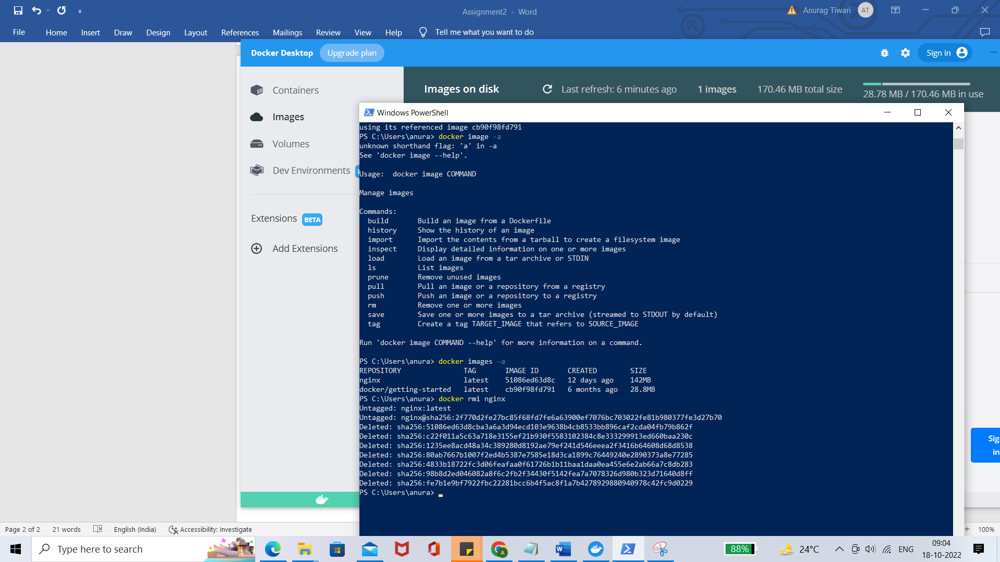 Assignment2 - Word
Anurag Tiwari
AT
File
Home
Insert
Draw
Design
Layout
References
Mailings
Review
View
Help
Tell me what you want to do
Docker Desktop
Upgrade plan
Sign in
Containers
Images
Volumes
Dev Environments
Extensions BETA
Add Extensions
Images on disk
Last refresh: 6 minutes ago
1 images
170.46 MB total size
28.78 MB / 170.46 MB in use
Windows PowerShell
using its referenced image cb90f98fd791
PS C:\Users\anura> docker image -a
unknown shorthand flag: 'a' in -a
See 'docker image --help'.
Usage:  docker image COMMAND
Manage images
Commands:
  build       Build an image from a Dockerfile
  history     Show the history of an image
  import      Import the contents from a tarball to create a filesystem image
  inspect     Display detailed information on one or more images
  load        Load an image from a tar archive or STDIN
  ls          List images
  prune       Remove unused images
  pull        Pull an image or a repository from a registry
  push        Push an image or a repository to a registry
  rm          Remove one or more images
  save        Save one or more images to a tar archive (streamed to STDOUT by default)
  tag         Create a tag TARGET_IMAGE that refers to SOURCE_IMAGE
Run 'docker image COMMAND --help' for more information on a command.
PS C:\Users\anura> docker images -a
REPOSITORY               TAG       IMAGE ID       CREATED        SIZE
nginx                    latest    51086ed63d8c   12 days ago    142MB
docker/getting-started   latest    cb90f98fd791   6 months ago   28.8MB
PS C:\Users\anura> docker rmi nginx
Untagged: nginx:latest
Untagged: nginx@sha256:2f770d2fe27bc85f68fd7fe6a63900ef7076bc703022fe81b980377fe3d27b70
Deleted: sha256:51086ed63d8cba3a6a3d94ecd103e9638b4cb8533bb896caf2cda04fb79b862f
Deleted: sha256:c22f011a5c63a718e3155ef21b930f5583102384c8e333299913ed660baa230c
Deleted: sha256:1235ee8acd48a34c389280d8192ae79ef241d546eeea2f3416b64608d68d8538
Deleted: sha256:80ab7667b1007f2ed4b5387e7585e18d3ca1899c76449240e2890373a8e77285
Deleted: sha256:4833b18722fc3d06feafaa0f61726b1b11baa1daa0ea455e6e2ab66a7c8db283
Deleted: sha256:98b8d2ed046082a8f6c2fb2f34430f5142fea7a7078326d980b323d71640d8ff
Deleted: sha256:fe7b1e9bf7922fbc22281bcc6b4f5ac8f1a7b4278929880940978c42fc9d0229
PS C:\Users\anura>
Sig
in
Page 2 of 2
21 words
English (India)
Accessibility: Investigate
100%
Type here to search
88%
24°C
ENG
09:04
18-10-2022